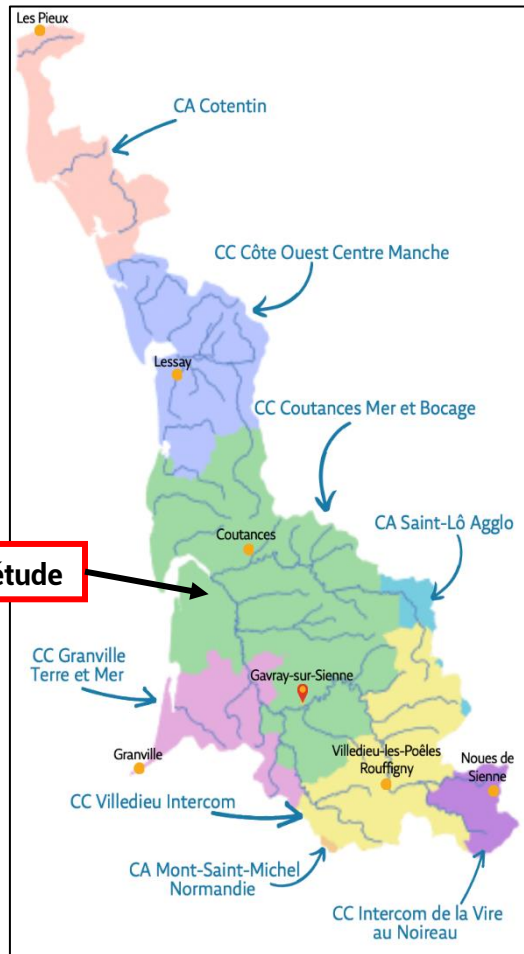 Les Pieux
CA Cotentin
CC Côte Ouest Centre Manche
Lessay
CC Coutances Mer et Bocage
Coutances
CA Saint-Lô Agglo
étude
CC Granville
Terre et Mer
Gavray-sur-Sienne
Granville
Villedieu-les-Poêles
Rouffigny
Noues de
Sienne
CC Villedieu Intercom
CA Mont-Saint-Michel
Normandie
CC Intercom de la Vire
au Noireau